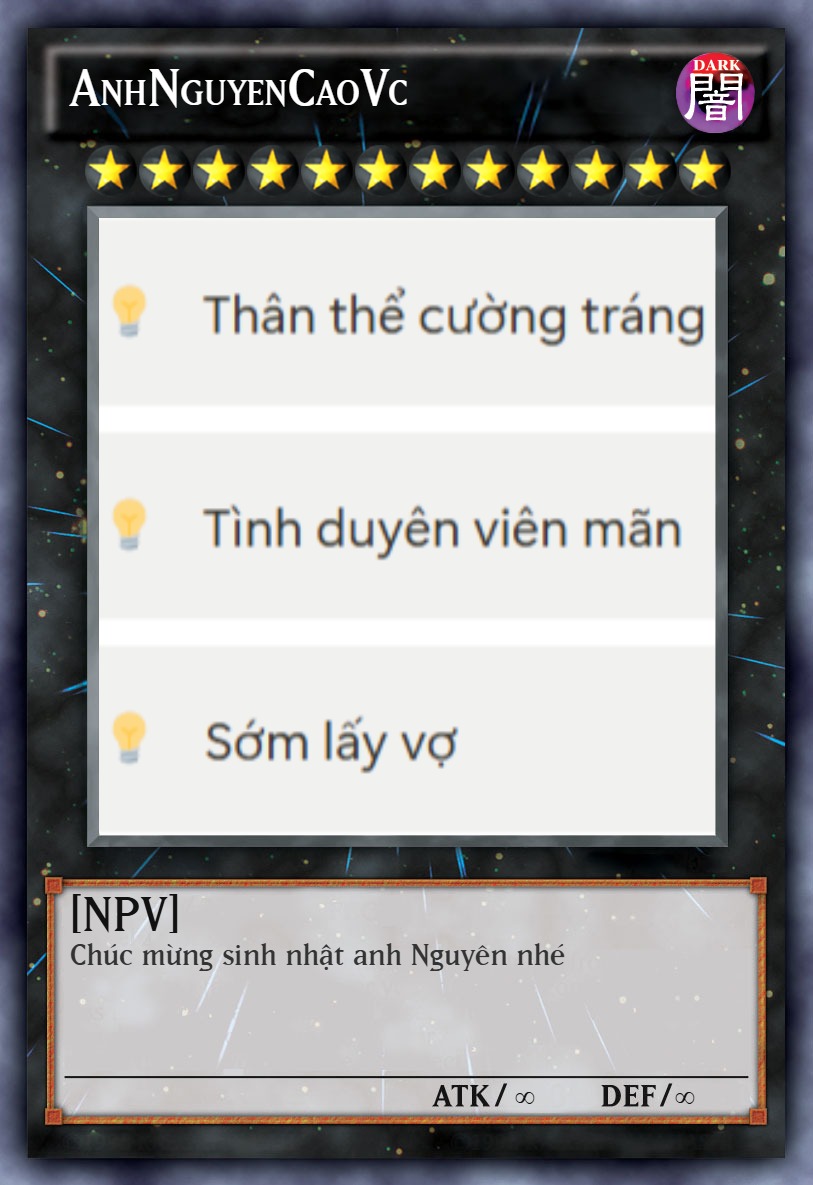 AnhNguyenCaoVc
DARK
闇
Thân thể cường tráng
Tình duyên viên mãn
Sớm lấy vợ
[NPV]
Chúc mừng sinh nhật anh Nguyên nhé
ATK/∞ DEF/∞